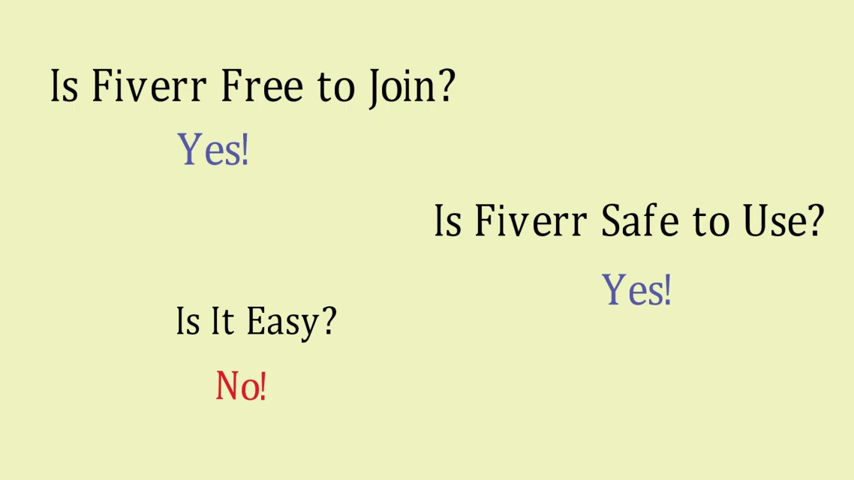 Is Fiverr Free to Join?
Yes!
Is Fiverr Safe to Use?
Yes!
Is It Easy?
No!